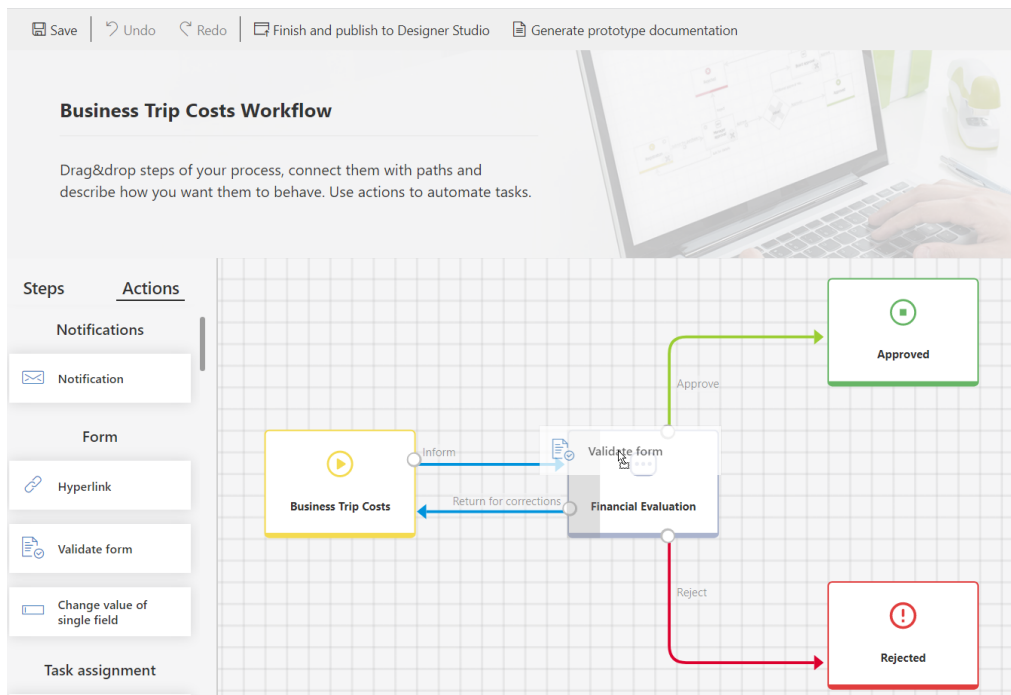 Save
Undo
Redo
Finish and publish to Designer Studio
Generate prototype documentation
Business Trip Costs Workflow
Drag&drop steps of your process, connect them with paths and
describe how you want them to behave. Use actions to automate tasks.
Steps
Actions
Notifications
Notification
Form
Hyperlink
Validate form
Change value of
single field
Task assignment
Approved
Approve
Inform
Validate form
Business Trip Costs
Return for corrections
Financial Evaluation
Reject
Rejected